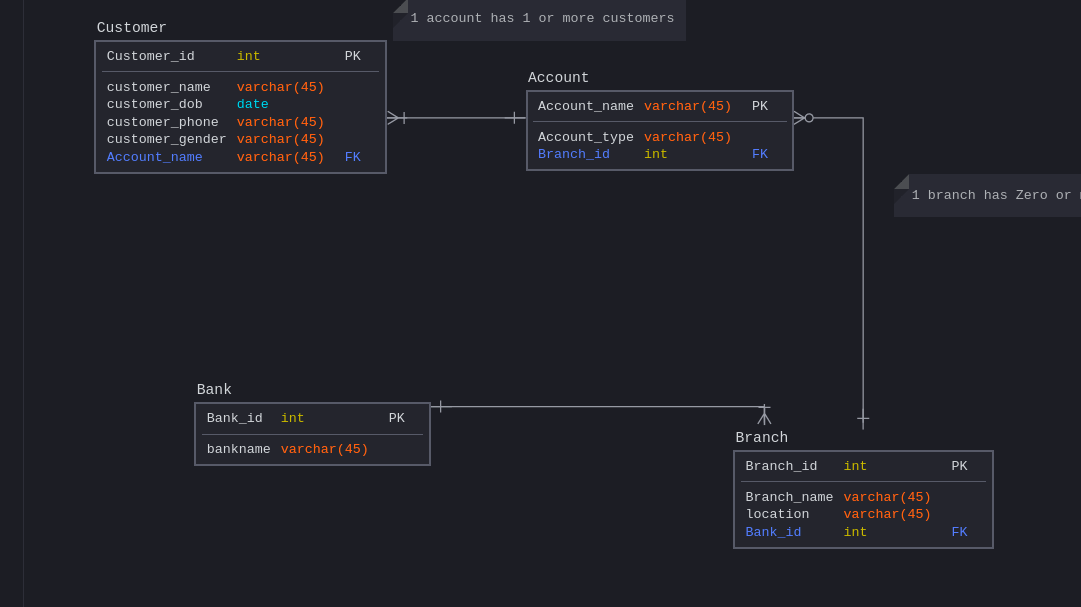 1 account has 1 or more customers
Customer
Customer_id int PK
customer_name varchar(45)
customer_dob date
customer_phone varchar(45)
customer_gender varchar(45)
Account_name varchar(45) FK
Account
Account_name varchar(45) PK
Account_type varchar(45)
Branch_id int FK
1 branch has Zero or
Bank
Bank_id int PK
bankname varchar(45)
Branch
Branch_id int PK
Branch_name varchar(45)
location varchar(45)
Bank_id int FK